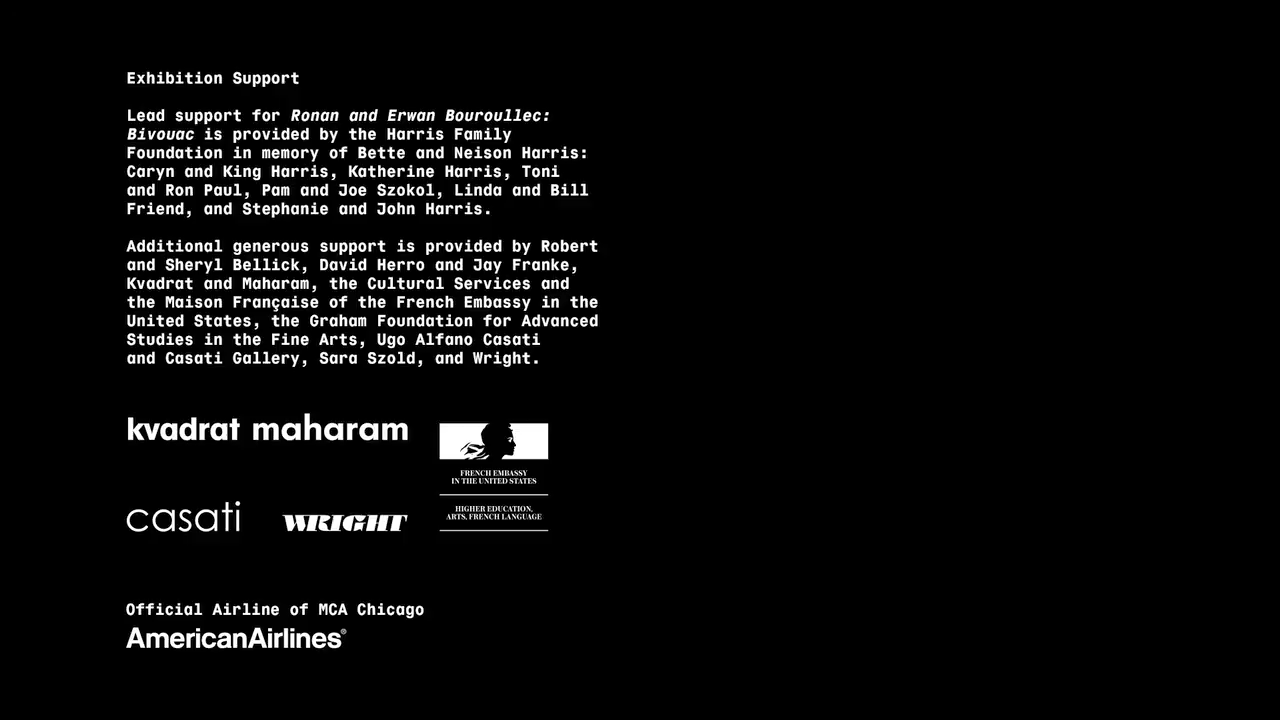 Exhibition Support
Lead support for Ronan and Erwan Bouroullec:
Bivouac is provided by the Harris Family
Foundation in memory of Bette and Neison Harris:
Caryn and King Harris, Katherine Harris, Toni
and Ron Paul, Pam and Joe Szokol, Linda and Bill
Friend, and Stephanie and John Harris.
Additional generous support is provided by Robert
and Sheryl Bellick, David Herro and Jay Franke,
Kvadrat and Maharam, the Cultural Services and
the Maison Française of the French Embassy in the
United States, the Graham Foundation for Advanced
Studies in the Fine Arts, Ugo Alfano Casati
and Casati Gallery, Sara Szold, and Wright.
kvadrat maharam
FRENCH EMBASSY
IN THE UNITED STATES
HIGHER EDUCATION,
ARTS, FRENCH LANGUAGE
casati
WRIGHT
Official Airline of MCA Chicago
AmericanAirlines®